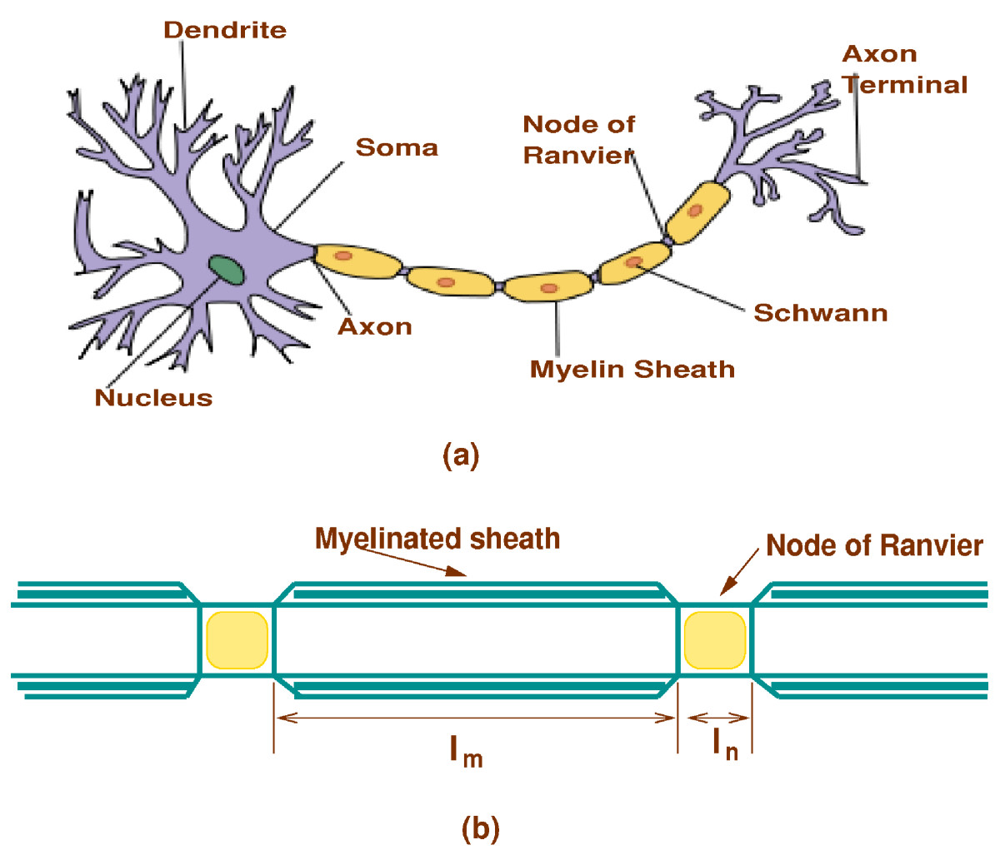 Dendrite
Axon
Terminal
Node of
Ranvier
Soma
Schwann
Axon
Myelin Sheath
Nucleus
(a)
Myelinated sheath
Node of Ranvier
l m
l n
(b)